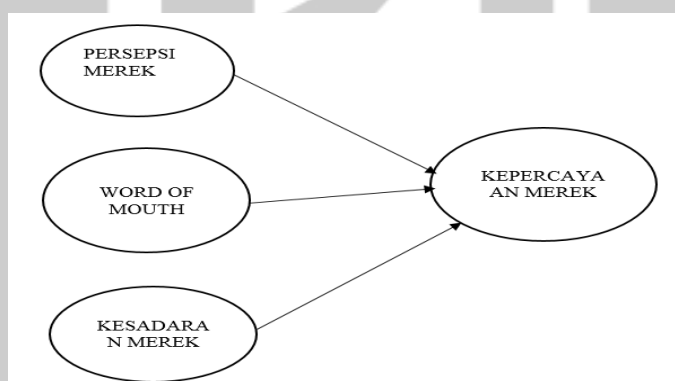 PERSEPSI
MEREK
WORD OF
MOUTH
KESADARA
N MEREK
KEPERCAYA
AN MEREK